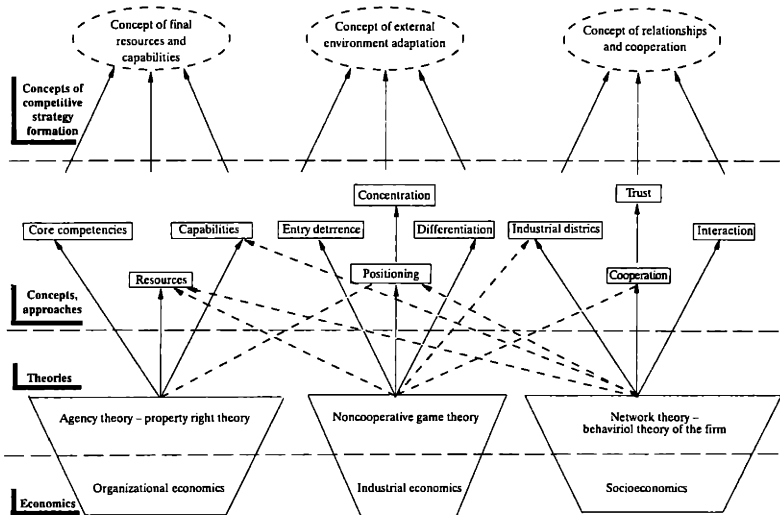 Concept of final
resources and
capabilities
Concept of external
environment adaptation
Concept of relationships
and cooperation
Concepts of
competitive
strategy
formation
Concentration
Trust
Core competencies
Capabilities
Entry detrrence
Differentiation
Industrial districs
Interaction
Resources
Positioning
Cooperation
Concepts,
approaches
Theories
Agency theory – property right theory
Noncooperative game theory
Network theory –
behaviriol theory of the firm
Organizational economics
Industrial economics
Socioeconomics
Economics